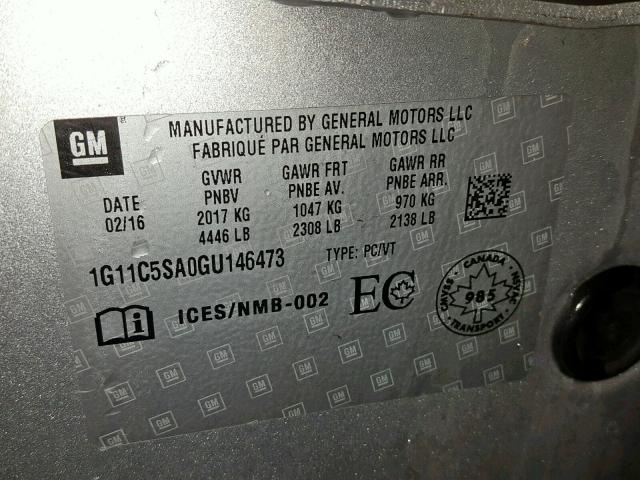 GM
MANUFACTURED BY GENERAL MOTORS LLC
FABRIQUÉ PAR GENERAL MOTORS LLC
DATE
02/16
GVWR
PNBV
2017 KG
4446 LB
GAWR FRT
PNBE AV.
1047 KG
2308 LB
GAWR RR
PNBE ARR.
970 KG
2138 LB
1G11C5SA0GU146473
TYPE: PC/VT
i ICES/NMB-002
EC
CANADA
985
TRANSPORT